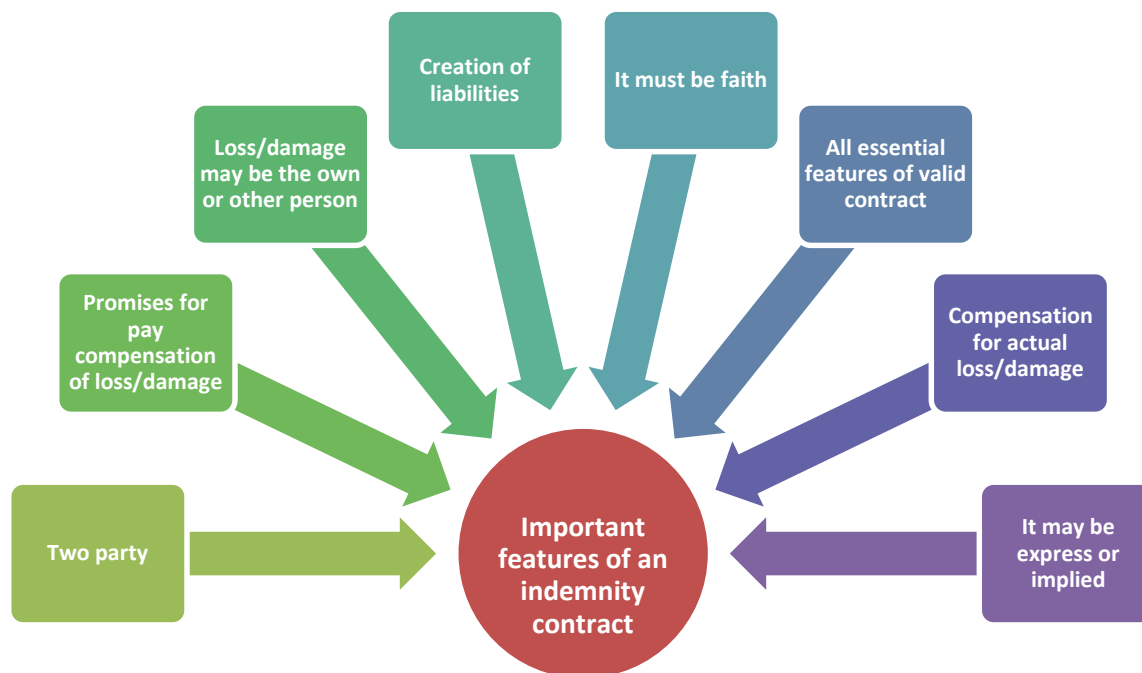 Two party
Promises for
pay
compensation
of loss/damage
Loss/damage
may be the own
or other person
Creation of
liabilities
It must be faith
All essential
features of valid
contract
Compensation
for actual
loss/damage
It may be
express or
implied
Important
features of an
indemnity
contract